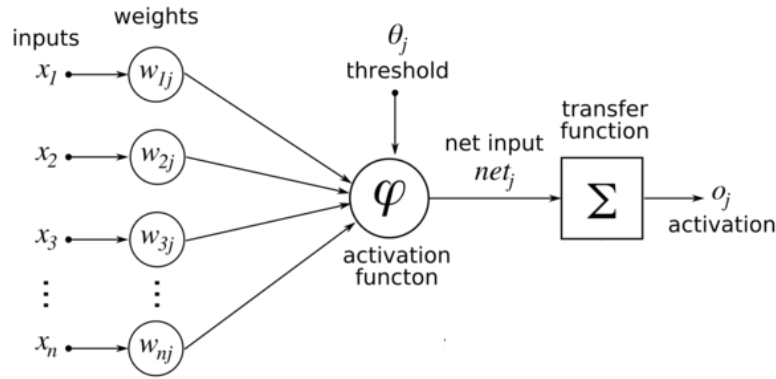 inputs
weights
x1
w1j
x2
w2j
x3
w3j
⋮
⋮
xn
wnj
θj
threshold
φ
activation
functon
net input
netj
transfer
function
Σ
oj
activation